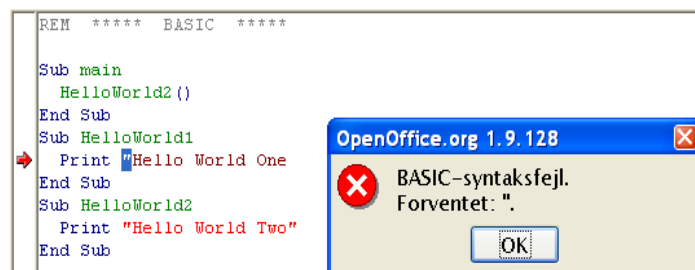 REM  *****  BASIC  *****
Sub main
HelloWorld2()
End Sub
Sub HelloWorld1
Print "Hello World One
End Sub
Sub HelloWorld2
Print "Hello World Two"
End Sub
OpenOffice.org 1.9.128
BASIC-syntaksfejl.
Forventet: ".
OK